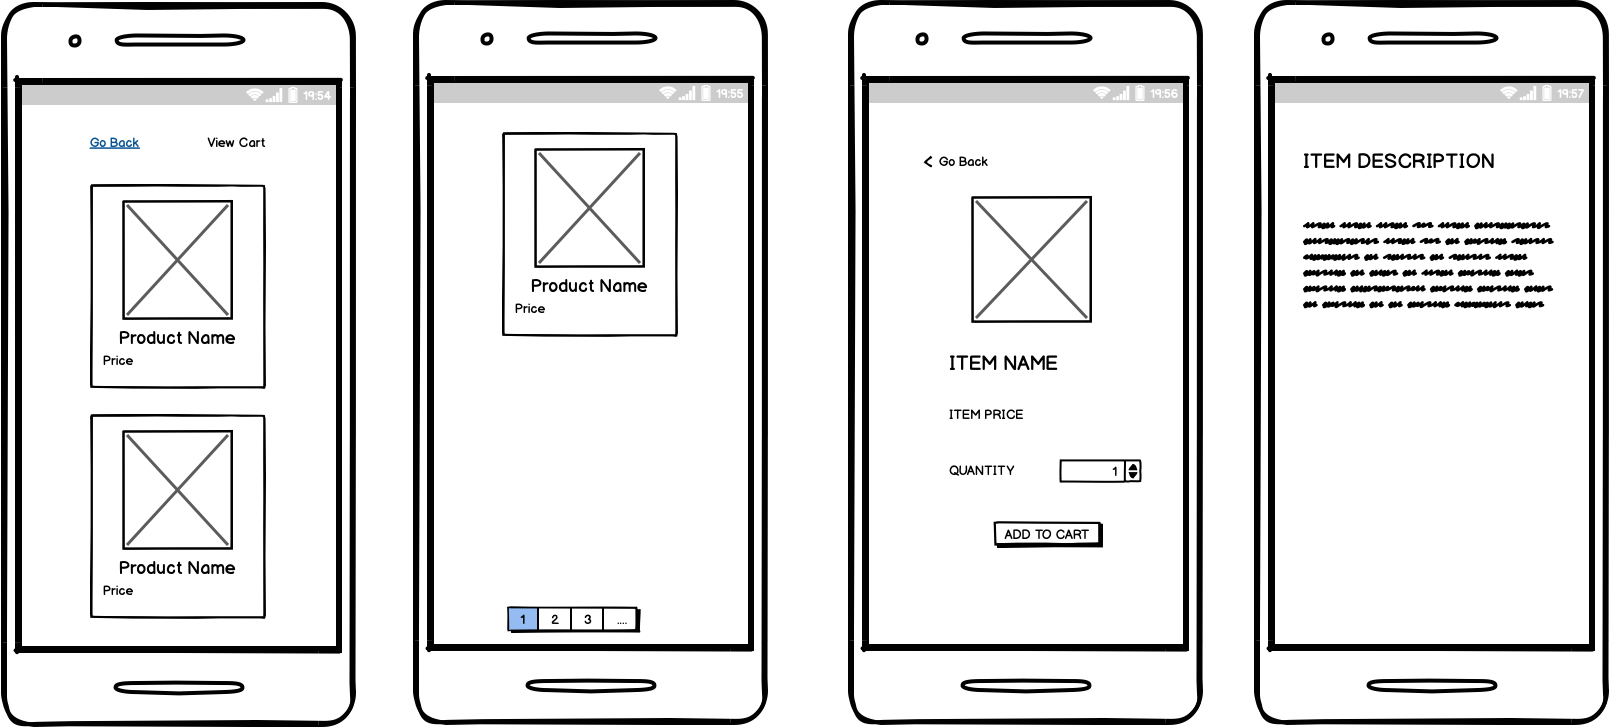 19:54
Go Back View Cart
Product Name
Price
Product Name
Price
19:55
Product Name
Price
1 2 3 ....
19:56
< Go Back
ITEM NAME
ITEM PRICE
QUANTITY 1
ADD TO CART
19:57
ITEM DESCRIPTION